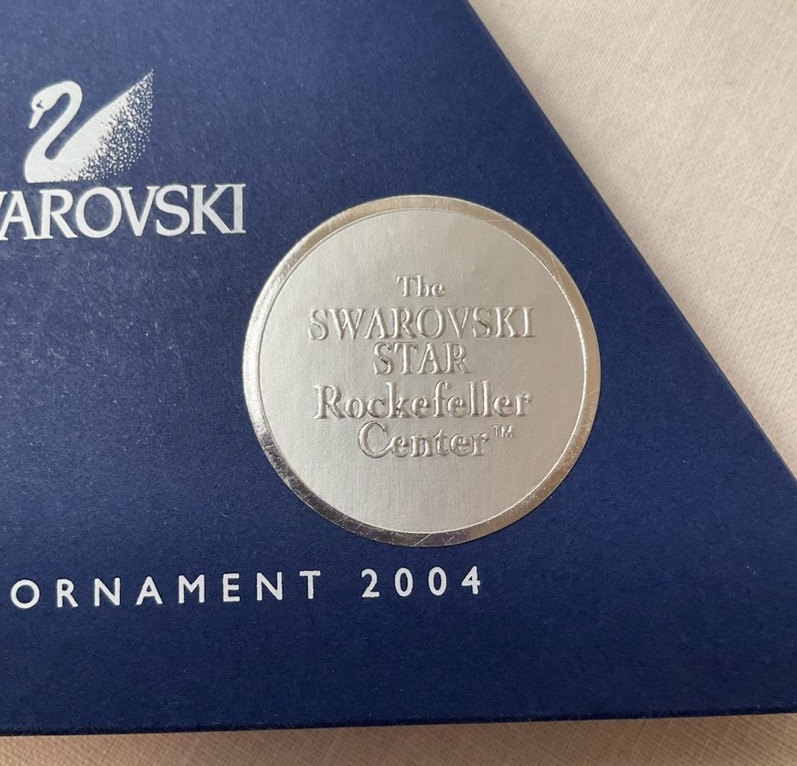 WAROVSKI
The
SWAROVSKI
STAR
Rockefeller
Center™
ORNAMENT 2004